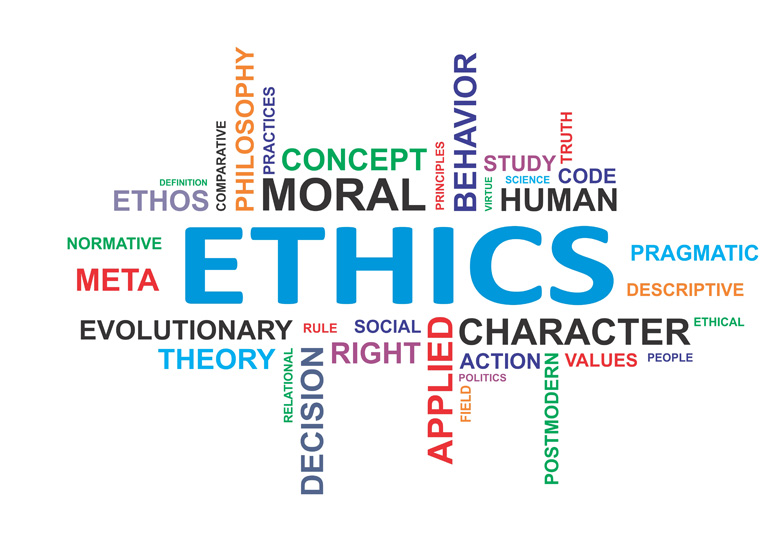 PHILOSOPHY
BEHAVIOR
PRACTICES
COMPARATIVE
TRUTH
CONCEPT
PRINCIPLES
STUDY
CODE
SCIENCE
VIRTUE
DEFINITION
ETHOS
MORAL
HUMAN
NORMATIVE
ETHICS
PRAGMATIC
META
DESCRIPTIVE
EVOLUTIONARY
RULE
SOCIAL
APPLIED
CHARACTER
ETHICAL
THEORY
RELATIONAL
DECISION
RIGHT
ACTION
VALUES
PEOPLE
POLITICS
FIELD
POSTMODERN